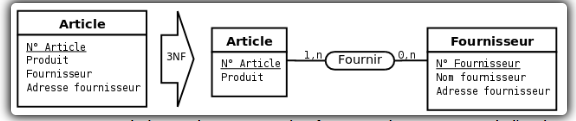 Article
N° Article
Produit
Fournisseur
Adresse fournisseur
3NF
Article
N° Article
Produit
1,n
Fournir
0,n
Fournisseur
N° Fournisseur
Nom fournisseur
Adresse fournisseur